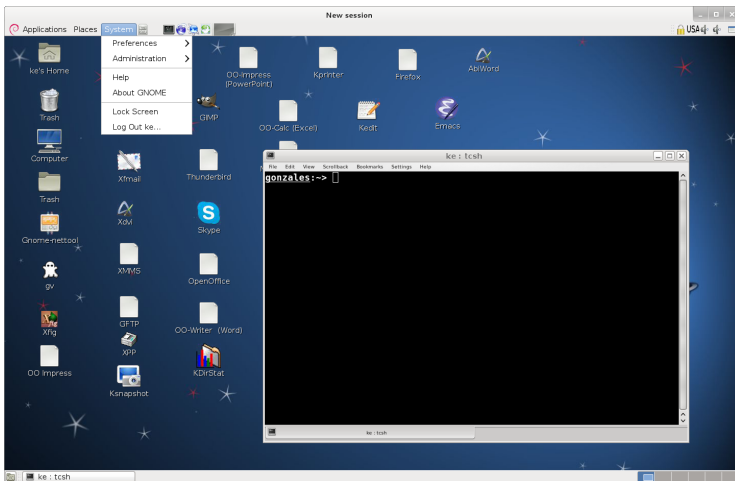 New session
Applications Places System
USA
Preferences
Administration
Help
About GNOME
Lock Screen
Log Out ke...
ke's Home
Trash
Computer
Trash
Gnome-nettool
gv
Xfig
OO Impress
Xfmail
Xdvi
XMMS
GFTP
XPP
Ksnapshot
GIMP
Thunderbird
Skype
OpenOffice
OO-Writer (Word)
KDirStat
OO-Impress
(PowerPoint)
Kprinter
Firefox
AbiWord
OO-Calc (Excel)
Kedit
Emacs
ke : tcsh
File Edit View Scrollback Bookmarks Settings Help
gonzales:~>
ke : tcsh
ke : tcsh